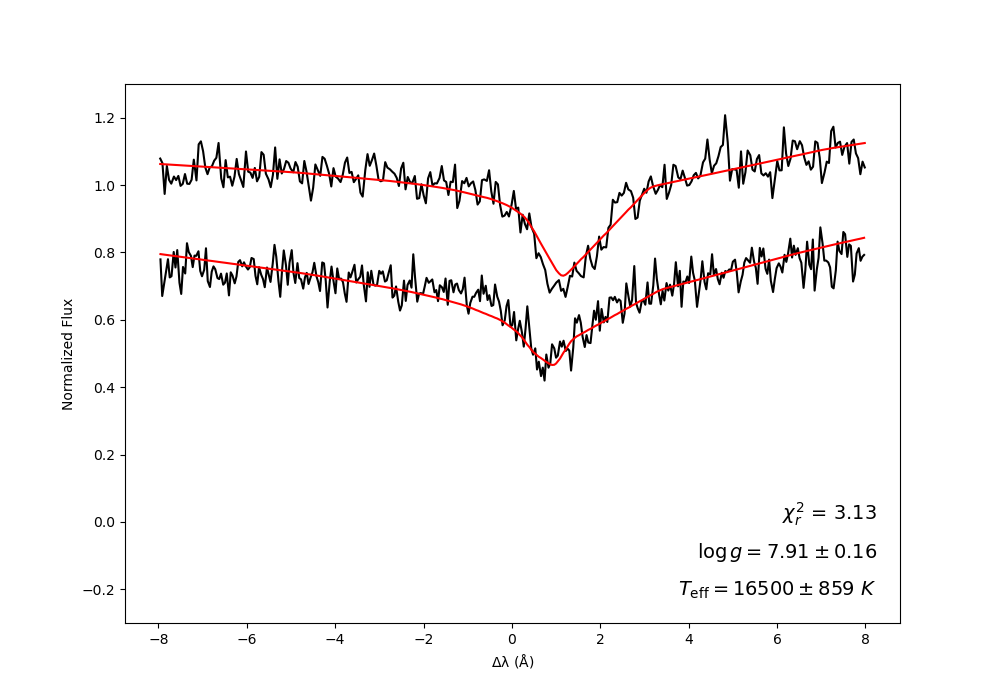 1.2
1.0
0.8
0.6
0.4
0.2
0.0
−0.2
Normalized Flux
χ²ᵣ = 3.13
log g = 7.91 ± 0.16
T_eff = 16500 ± 859 K
−8 −6 −4 −2 0 2 4 6 8
Δλ (Å)